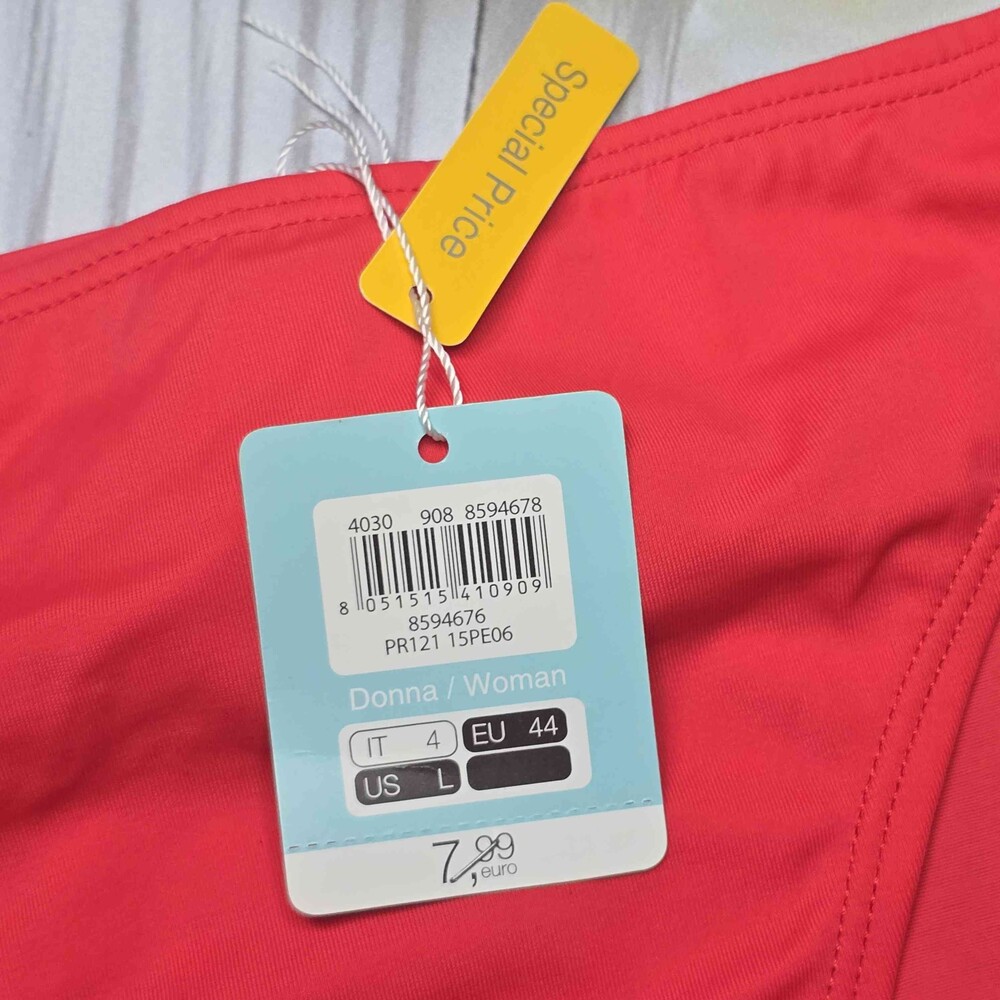 Special Price
4030 908 8594678
8 051515 410909
8594676
PR121 15PE06
Donna / Woman
IT 4 EU 44
US L
7,99
euro